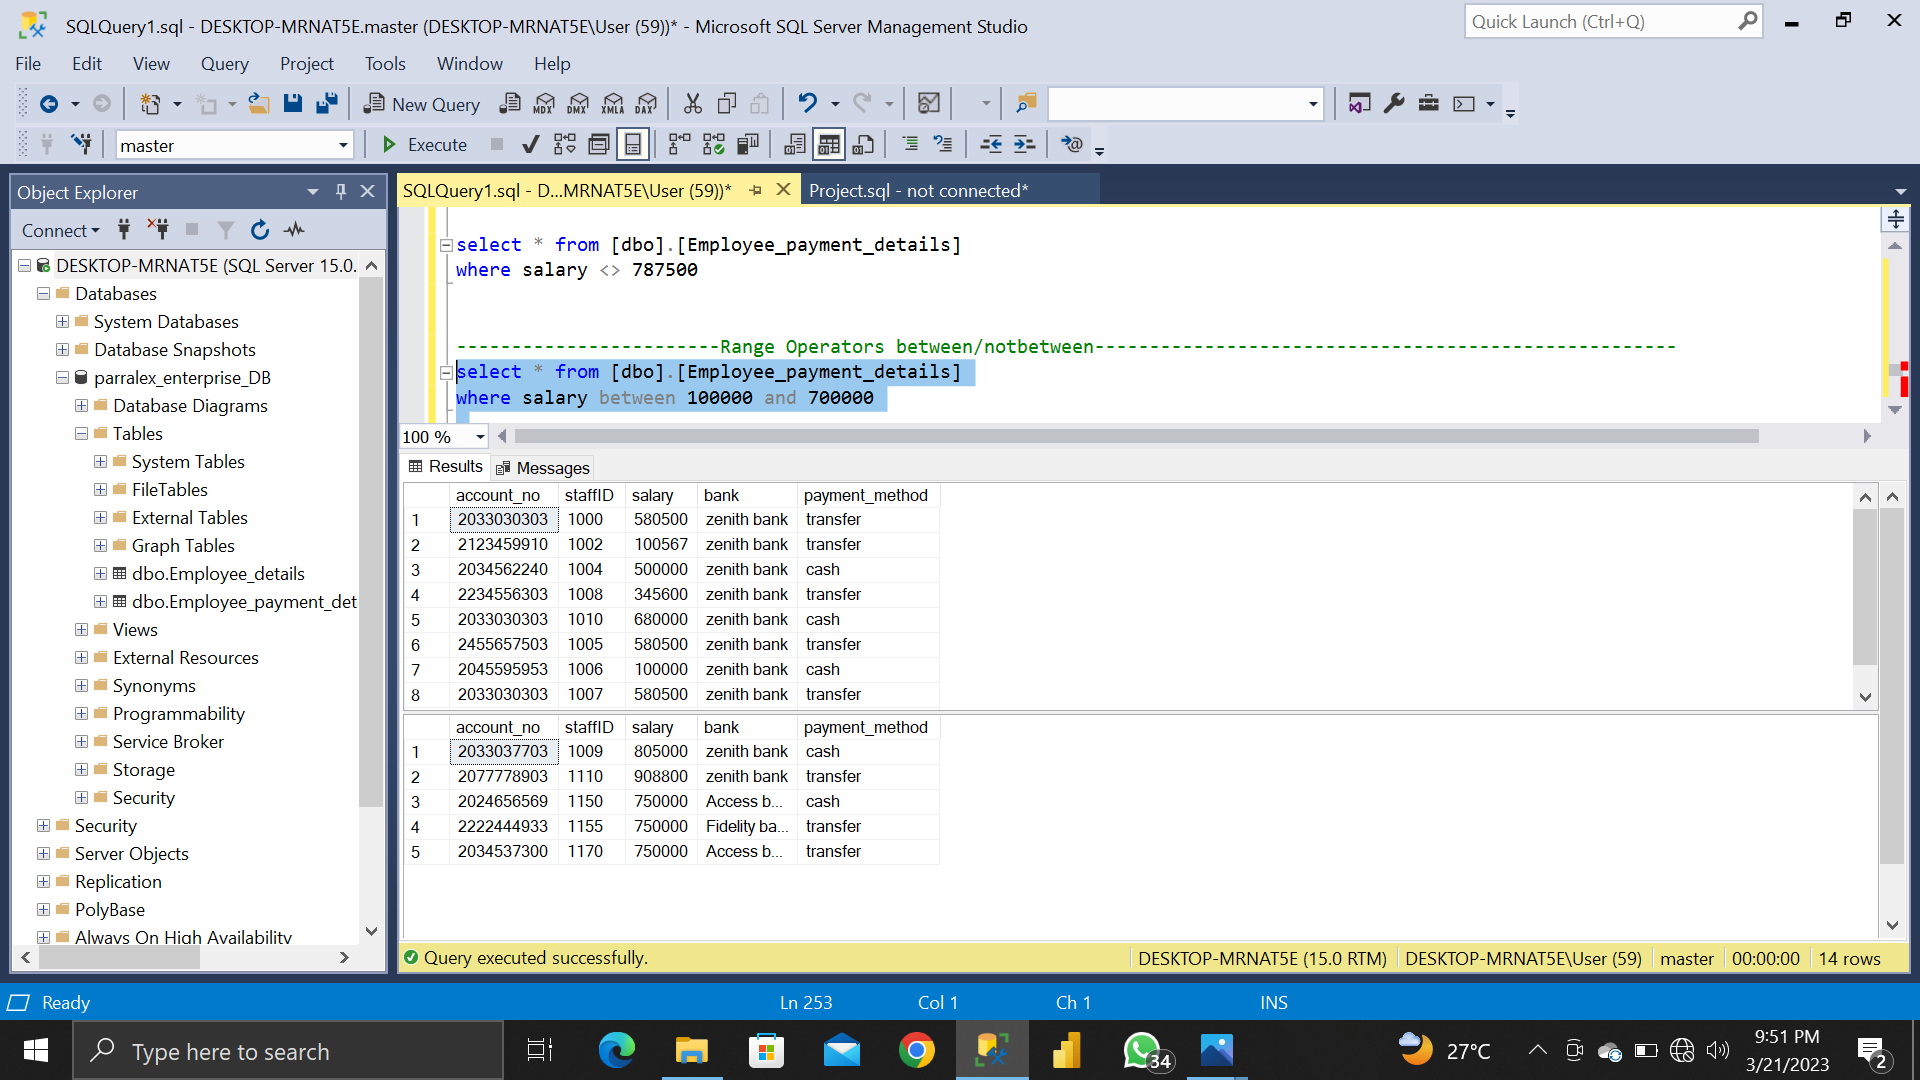 SQLQuery1.sql - DESKTOP-MRNAT5E.master (DESKTOP-MRNAT5E\User (59))* - Microsoft SQL Server Management Studio
Quick Launch (Ctrl+Q)
File Edit View Query Project Tools Window Help
New Query MDX DMX XMLA DAX
master Execute
Object Explorer
SQLQuery1.sql - D...MRNAT5E\User (59))* Project.sql - not connected*
Connect
DESKTOP-MRNAT5E (SQL Server 15.0.
Databases
System Databases
Database Snapshots
parralex_enterprise_DB
Database Diagrams
Tables
System Tables
FileTables
External Tables
Graph Tables
dbo.Employee_details
dbo.Employee_payment_det
Views
External Resources
Synonyms
Programmability
Service Broker
Storage
Security
Security
Server Objects
Replication
PolyBase
Always On High Availability
select * from [dbo].[Employee_payment_details]
where salary <> 787500
------------------------Range Operators between/notbetween-----------------------------------------------------
select * from [dbo].[Employee_payment_details]
where salary between 100000 and 700000
100 %
Results Messages
account_no staffID salary bank payment_method
1 2033030303 1000 580500 zenith bank transfer
2 2123459910 1002 100567 zenith bank transfer
3 2034562240 1004 500000 zenith bank cash
4 2234556303 1008 345600 zenith bank transfer
5 2033030303 1010 680000 zenith bank cash
6 2455657503 1005 580500 zenith bank transfer
7 2045595953 1006 100000 zenith bank cash
8 2033030303 1007 580500 zenith bank transfer
account_no staffID salary bank payment_method
1 2033037703 1009 805000 zenith bank cash
2 2077778903 1110 908800 zenith bank transfer
3 2024656569 1150 750000 Access b... cash
4 2222444933 1155 750000 Fidelity ba... transfer
5 2034537300 1170 750000 Access b... transfer
Query executed successfully. DESKTOP-MRNAT5E (15.0 RTM) DESKTOP-MRNAT5E\User (59) master 00:00:00 14 rows
Ready Ln 253 Col 1 Ch 1 INS
Type here to search
34
27°C
9:51 PM
3/21/2023
2